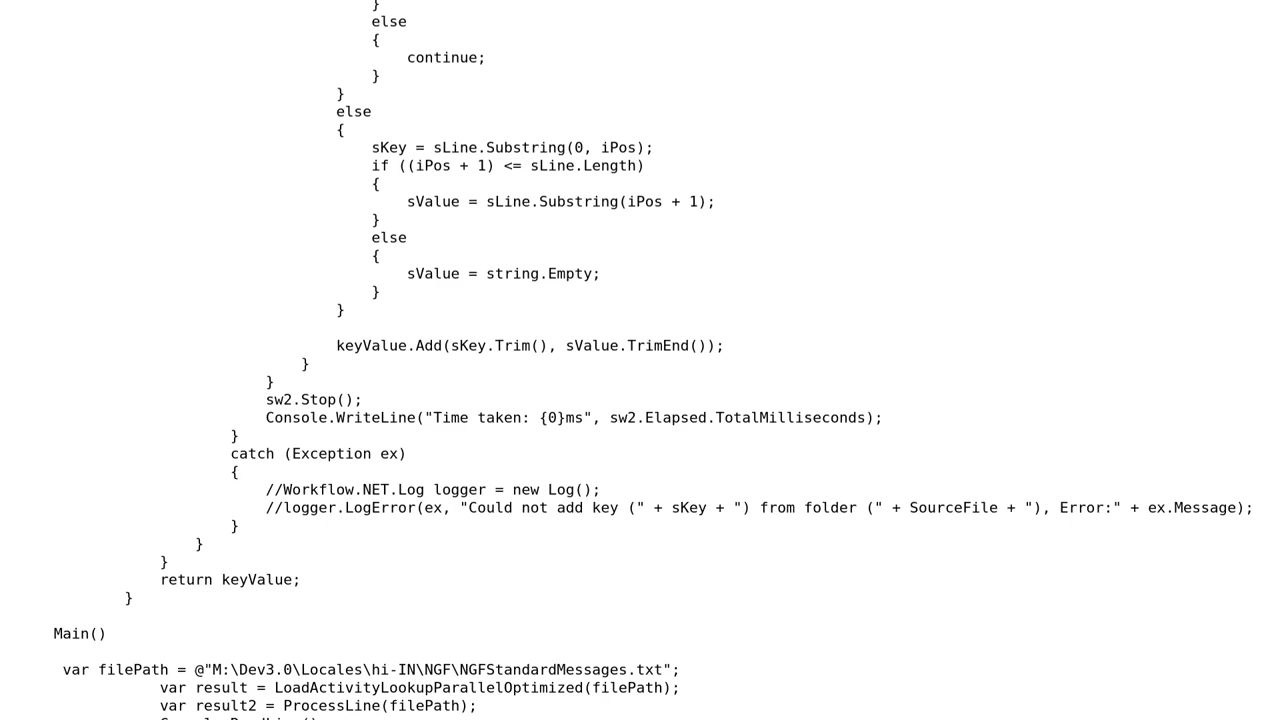 }
else
{
continue;
}
}
else
{
sKey = sLine.Substring(0, iPos);
if ((iPos + 1) <= sLine.Length)
{
sValue = sLine.Substring(iPos + 1);
}
else
{
sValue = string.Empty;
}
}
keyValue.Add(sKey.Trim(), sValue.TrimEnd());
}
}
sw2.Stop();
Console.WriteLine("Time taken: {0}ms", sw2.Elapsed.TotalMilliseconds);
}
catch (Exception ex)
{
//Workflow.NET.Log logger = new Log();
//logger.LogError(ex, "Could not add key (" + sKey + ") from folder (" + SourceFile + "), Error:" + ex.Message);
}
}
}
return keyValue;
}
Main()
var filePath = @"M:\Dev3.0\Locales\hi-IN\NGF\NGFStandardMessages.txt";
var result = LoadActivityLookupParallelOptimized(filePath);
var result2 = ProcessLine(filePath);